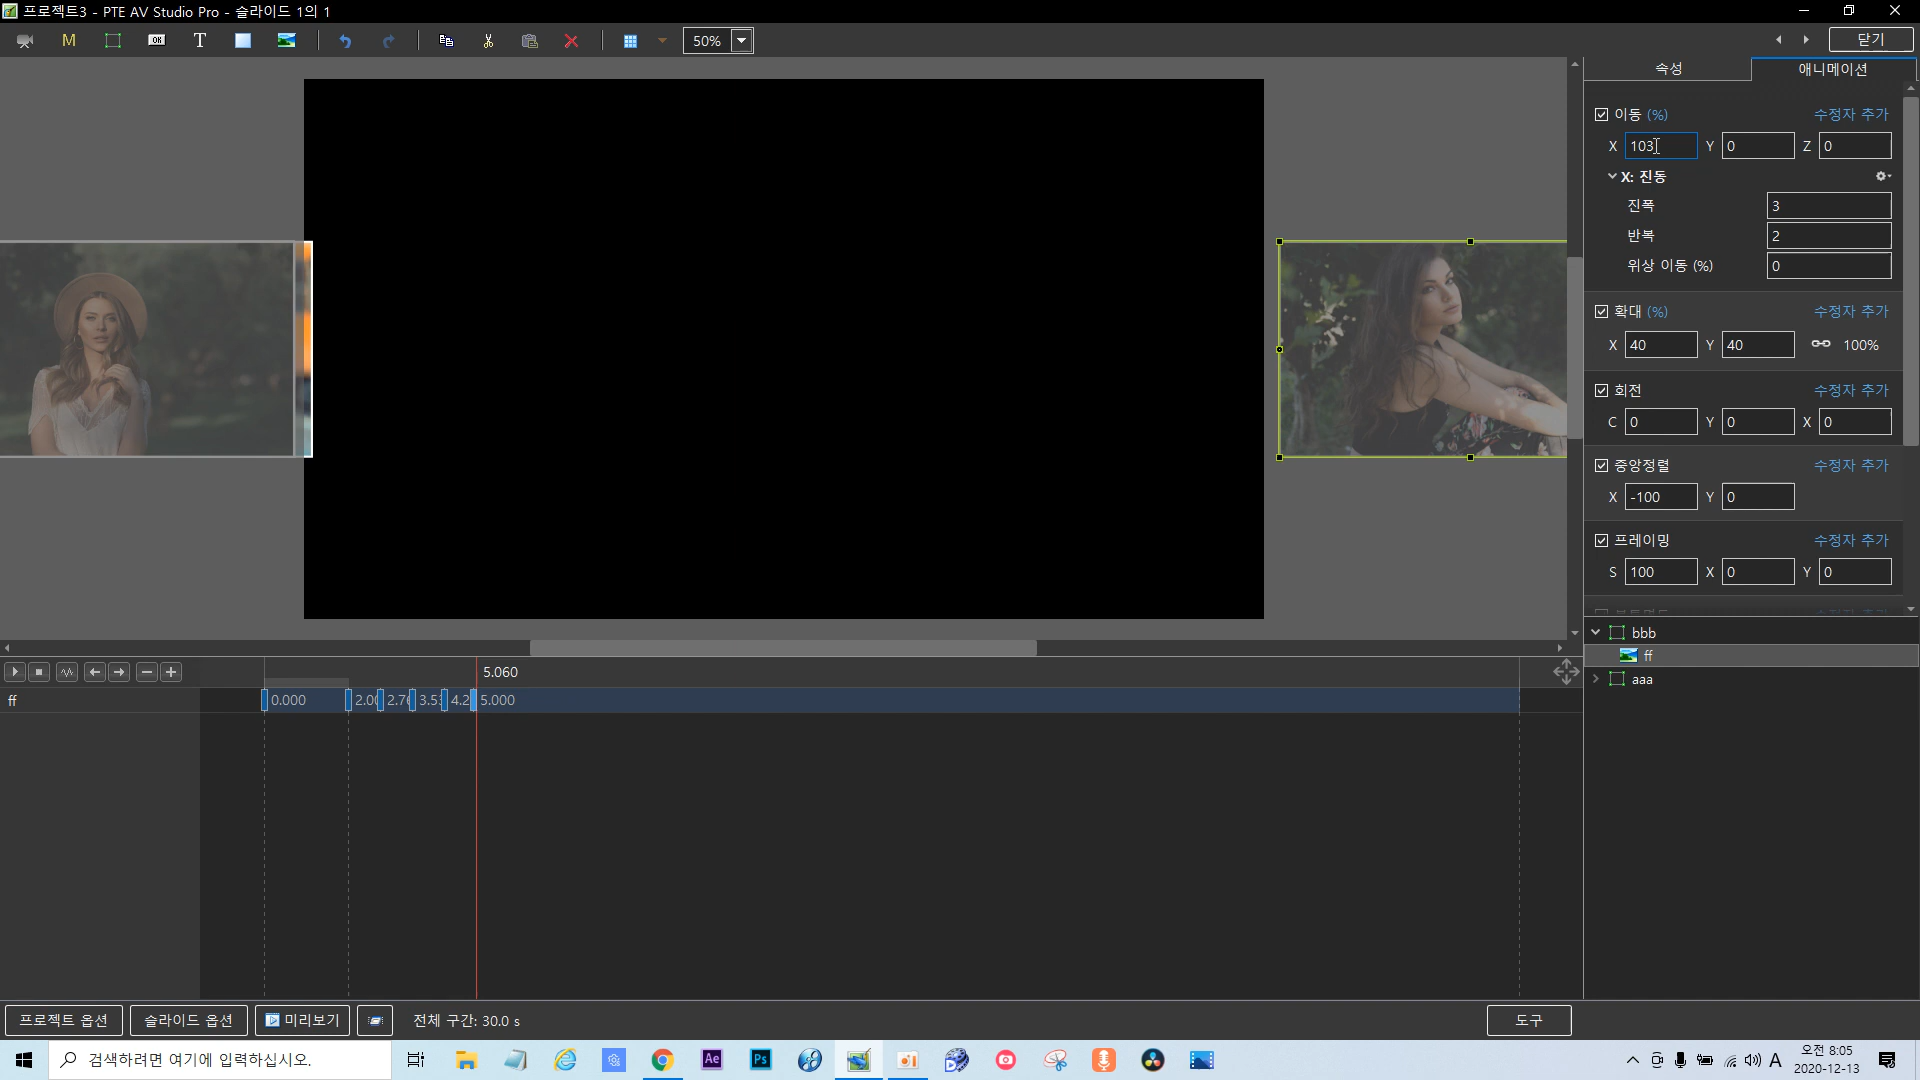 프로젝트3 - PTE AV Studio Pro - 슬라이드 1의 1
M OK T 50% 닫기
속성 애니메이션
이동 (%) 수정자 추가
X 103 Y 0 Z 0
X: 진동
진폭 3
반복 2
위상 이동 (%) 0
확대 (%) 수정자 추가
X 40 Y 40 100%
회전 수정자 추가
C 0 Y 0 X 0
중앙정렬 수정자 추가
X -100 Y 0
프레이밍 수정자 추가
S 100 X 0 Y 0
bbb
ff
aaa
5.060
ff 0.000 2.00 2.76 3.53 4.2 5.000
프로젝트 옵션 슬라이드 옵션 미리보기 전체 구간: 30.0 s 도구
검색하려면 여기에 입력하십시오. Ae Ps A 오전 8:05
2020-12-13